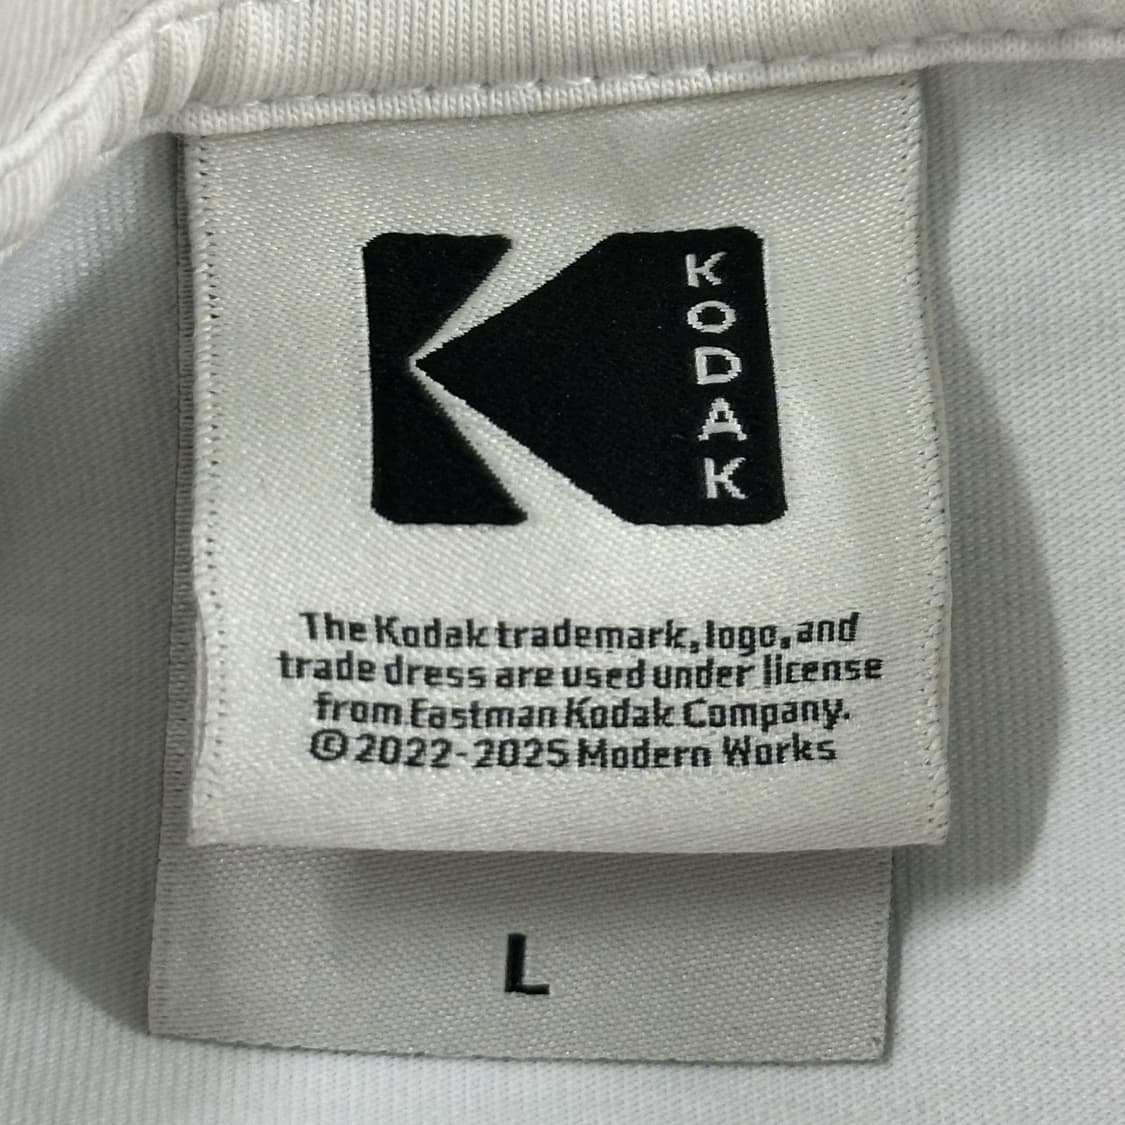 KODAK
The Kodak trademark, logo, and
trade dress are used under license
from Eastman Kodak Company.
©2022-2025 Modern Works
L